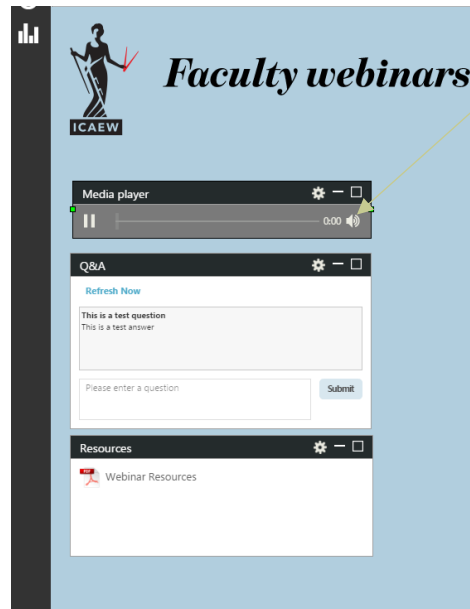 Faculty webinars
ICAEW
Media player
0:00
Q&A
Refresh Now
This is a test question
This is a test answer
Please enter a question
Submit
Resources
PDF
Webinar Resources